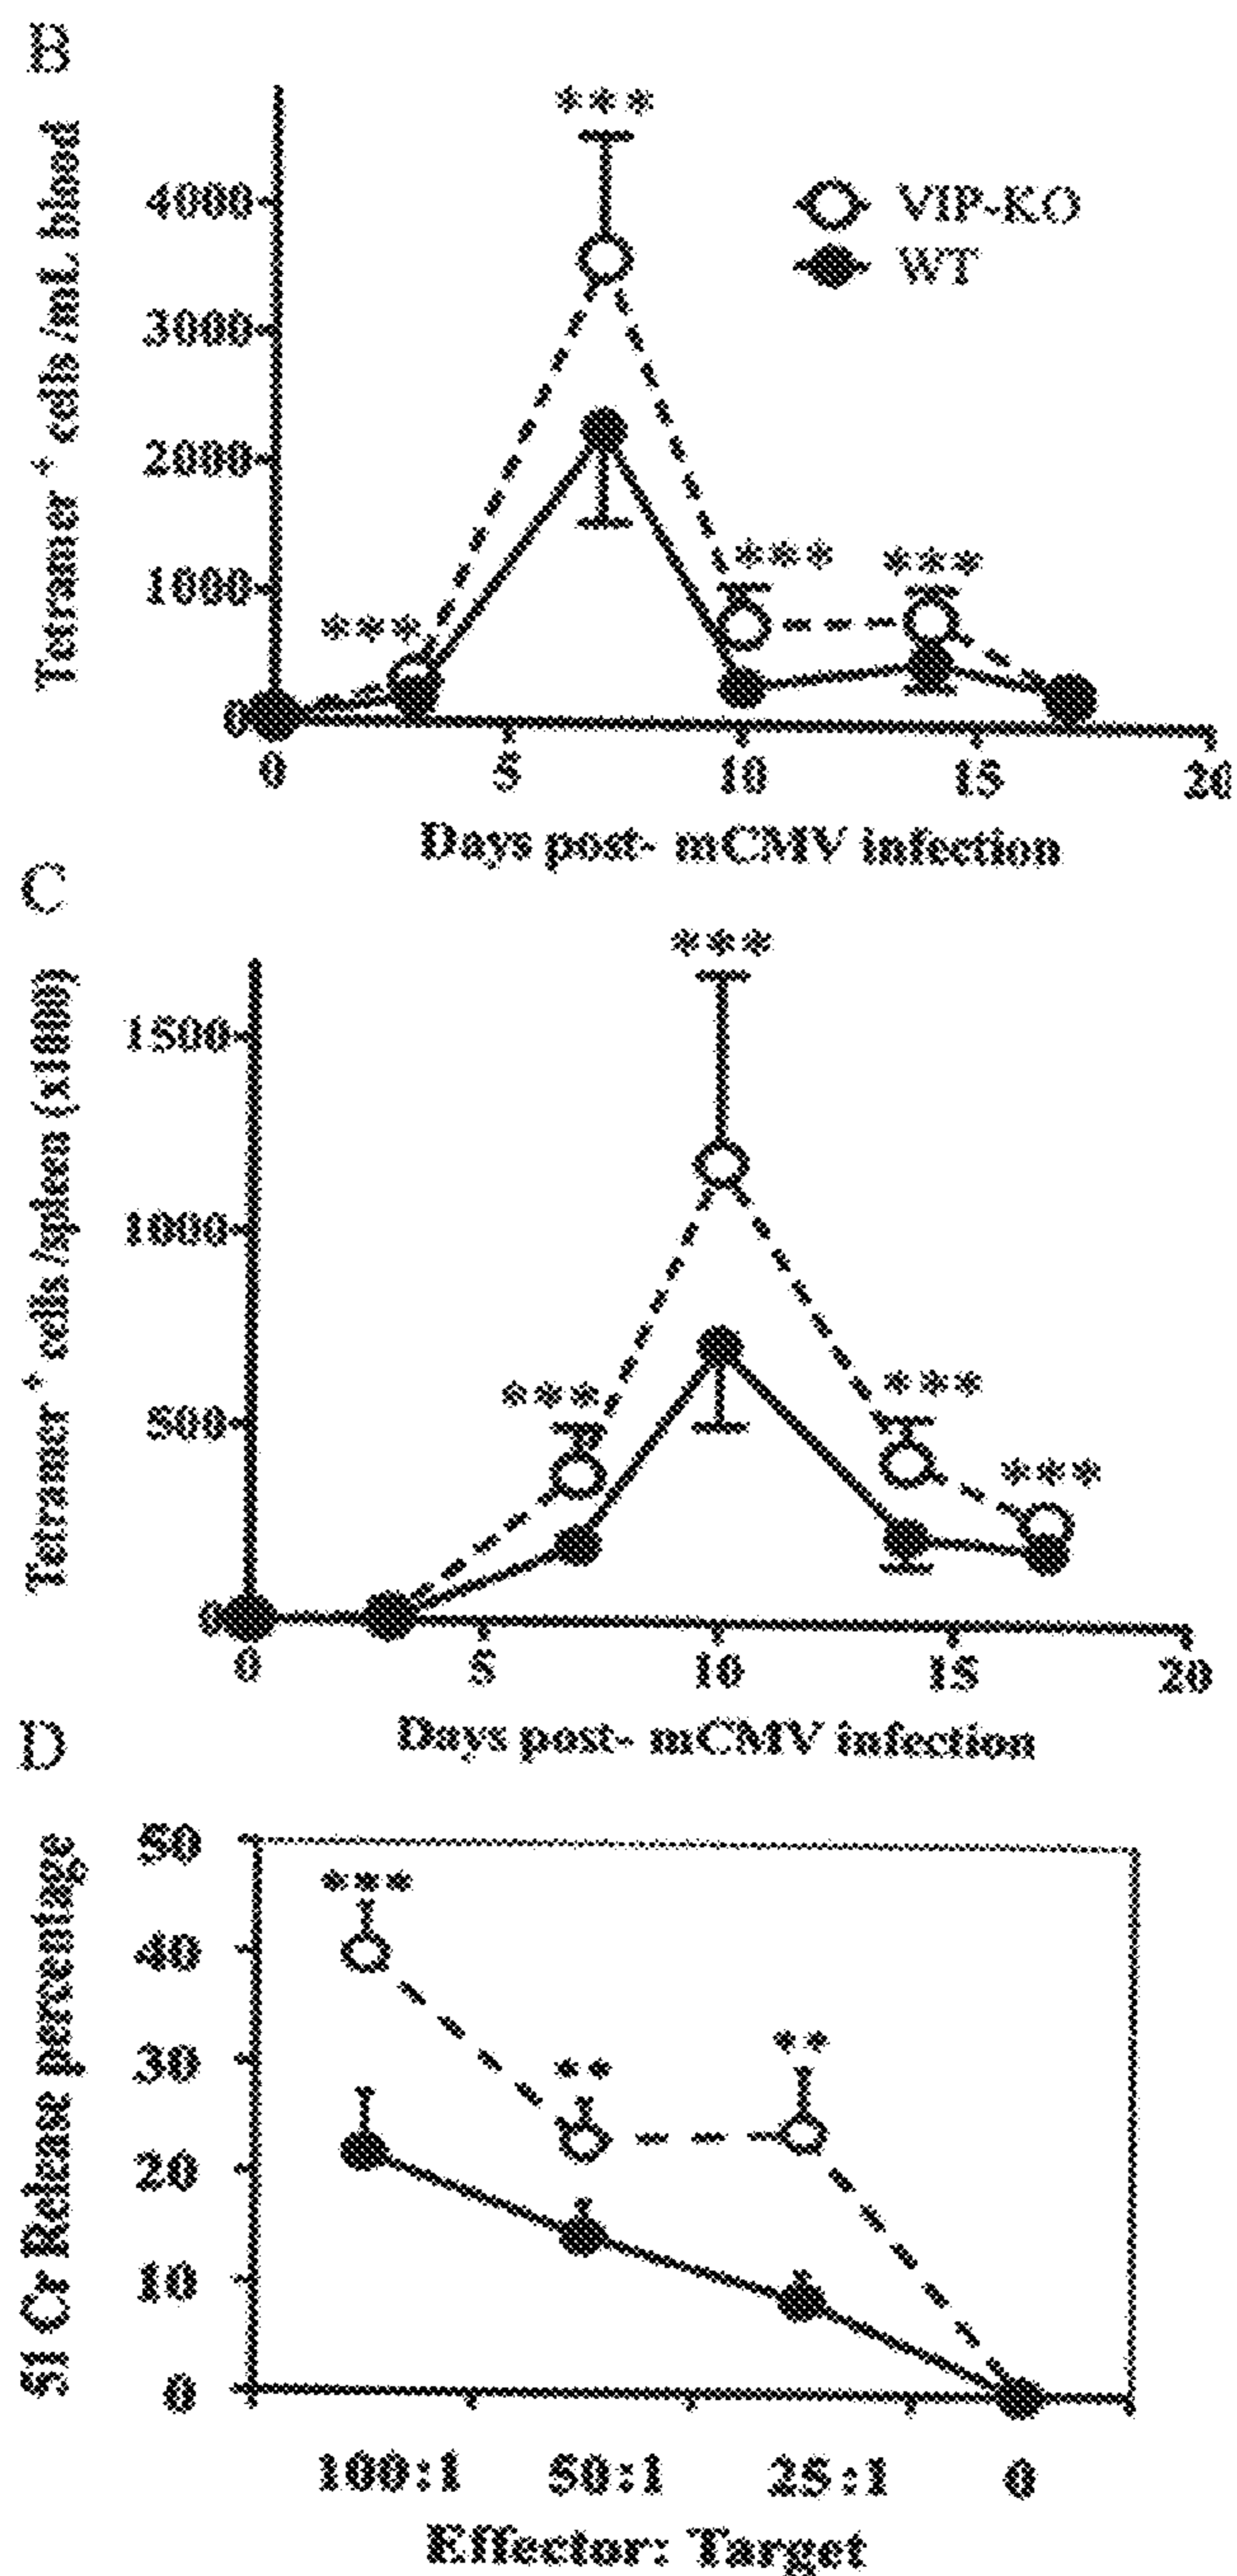 B
Tetramer + cells /mL blood
***
4000
VIP-KO
WT
3000
2000
*** ***
1000
***
0
0 5 10 15 20
Days post- mCMV infection
C
Tetramer + cells /spleen (x1000)
***
1500
1000
*** ***
500
***
0
0 5 10 15 20
Days post- mCMV infection
D
51 Cr Release percentage
50
***
40
**
30
**
20
10
0
100:1 50:1 25:1 0
Effector: Target